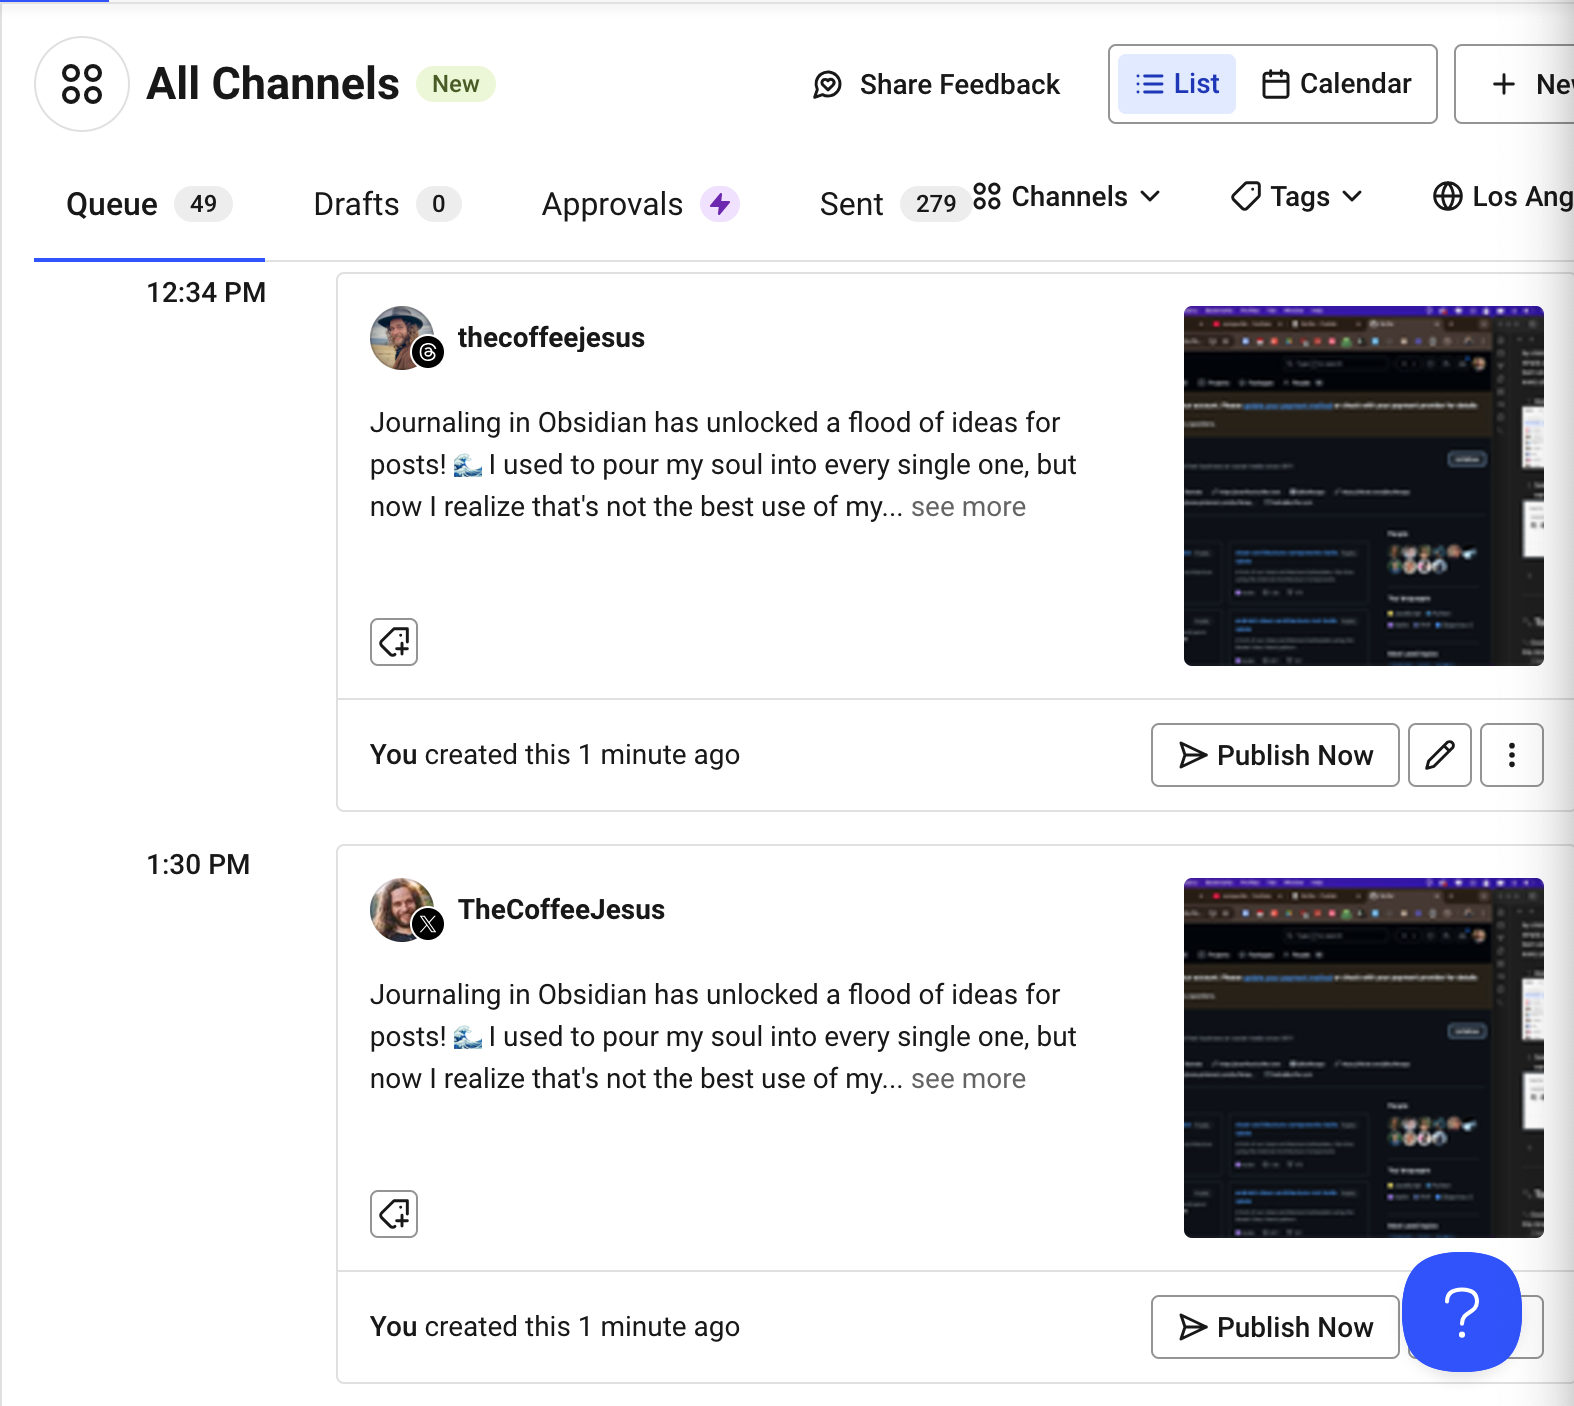 All Channels New
Share Feedback
List
Calendar
Queue 49
Drafts 0
Approvals
Sent 279
Channels
Tags
Los Ang
12:34 PM
thecoffeejesus
Journaling in Obsidian has unlocked a flood of ideas for
posts! 🌊 I used to pour my soul into every single one, but
now I realize that's not the best use of my... see more
You created this 1 minute ago
Publish Now
1:30 PM
TheCoffeeJesus
Journaling in Obsidian has unlocked a flood of ideas for
posts! 🌊 I used to pour my soul into every single one, but
now I realize that's not the best use of my... see more
You created this 1 minute ago
Publish Now
?